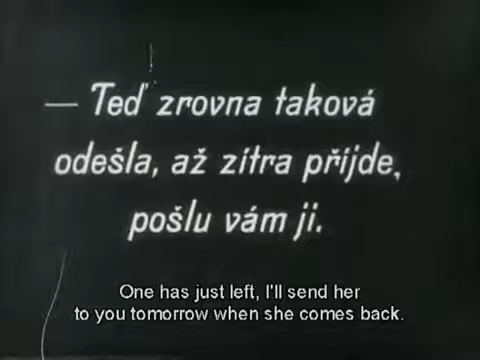 — Teď zrovna taková
odešla, až zítra přijde,
pošlu vám ji.
One has just left, I'll send her
to you tomorrow when she comes back.